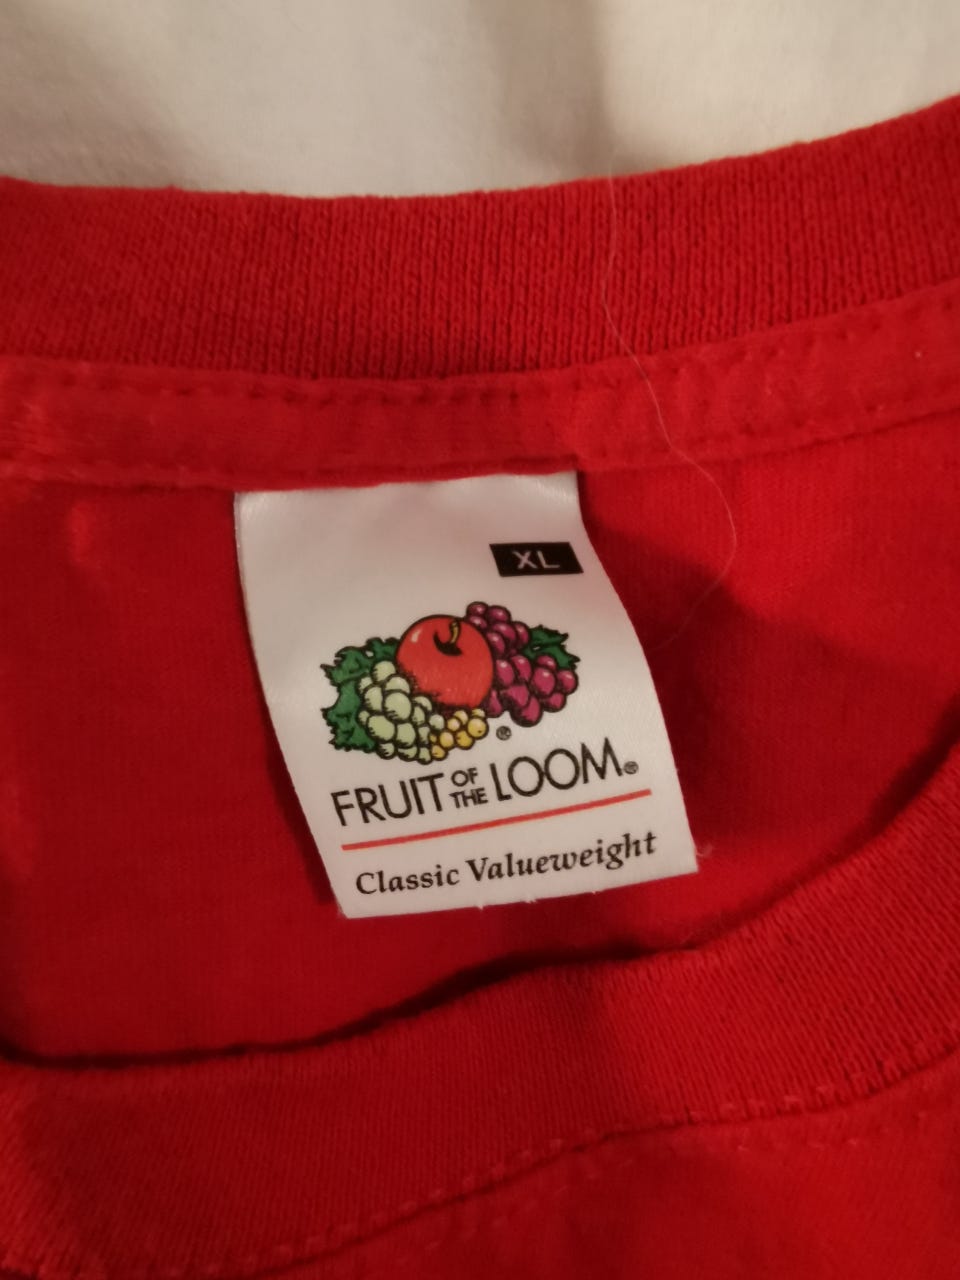 XL
®
FRUIT OF THE LOOM®
Classic Valueweight